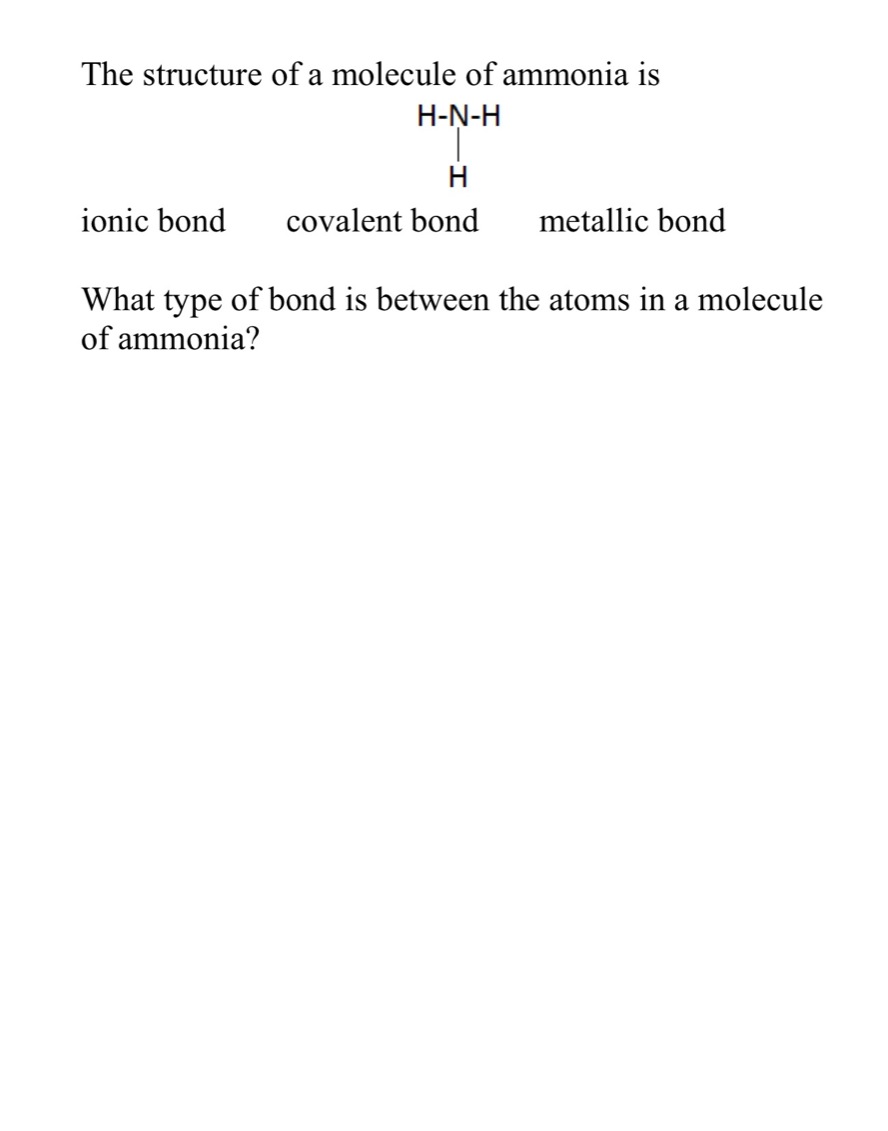 The structure of a molecule of ammonia is
H-N-H
|
H
ionic bond covalent bond metallic bond
What type of bond is between the atoms in a molecule
of ammonia?